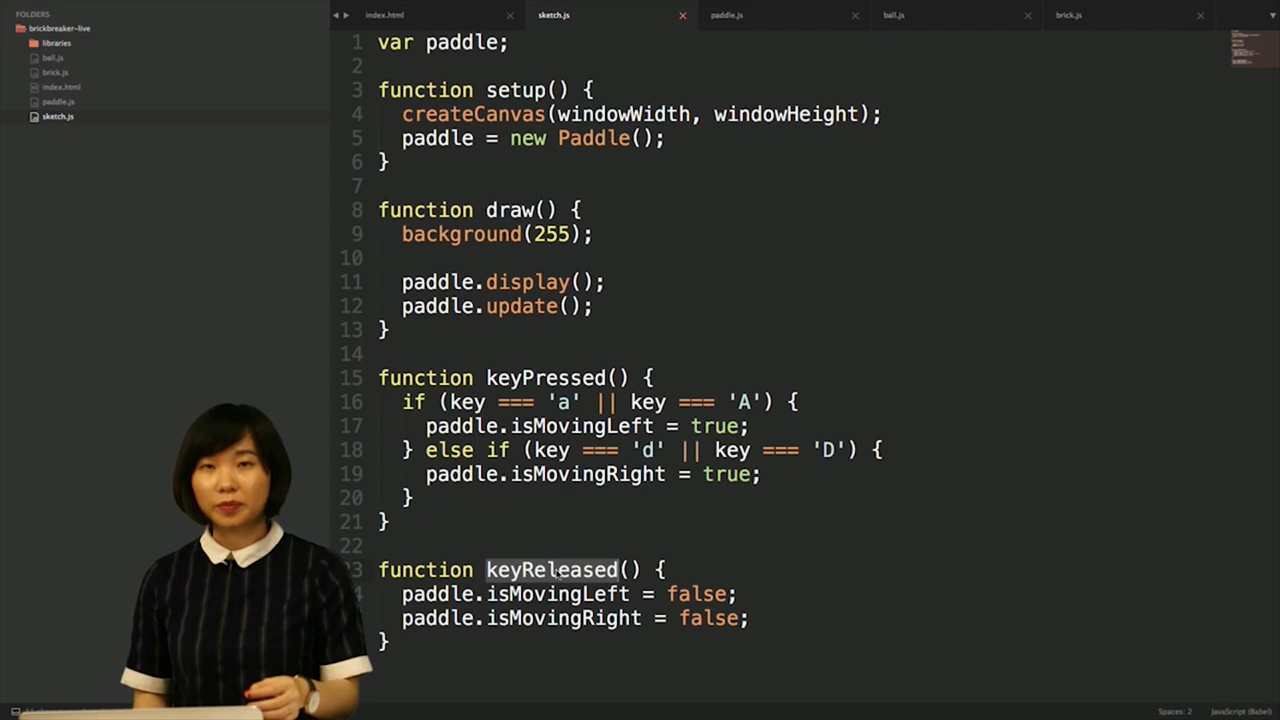 FOLDERS
brickbreaker-live
libraries
ball.js
brick.js
index.html
paddle.js
sketch.js
index.html
sketch.js
paddle.js
ball.js
brick.js
1 var paddle;
2
3 function setup() {
4 createCanvas(windowWidth, windowHeight);
5 paddle = new Paddle();
6 }
7
8 function draw() {
9 background(255);
10
11 paddle.display();
12 paddle.update();
13 }
14
15 function keyPressed() {
16 if (key === 'a' || key === 'A') {
17 paddle.isMovingLeft = true;
18 } else if (key === 'd' || key === 'D') {
19 paddle.isMovingRight = true;
20 }
21 }
22
3 function keyReleased() {
4 paddle.isMovingLeft = false;
paddle.isMovingRight = false;
}
Spaces: 2
JavaScript (Babel)